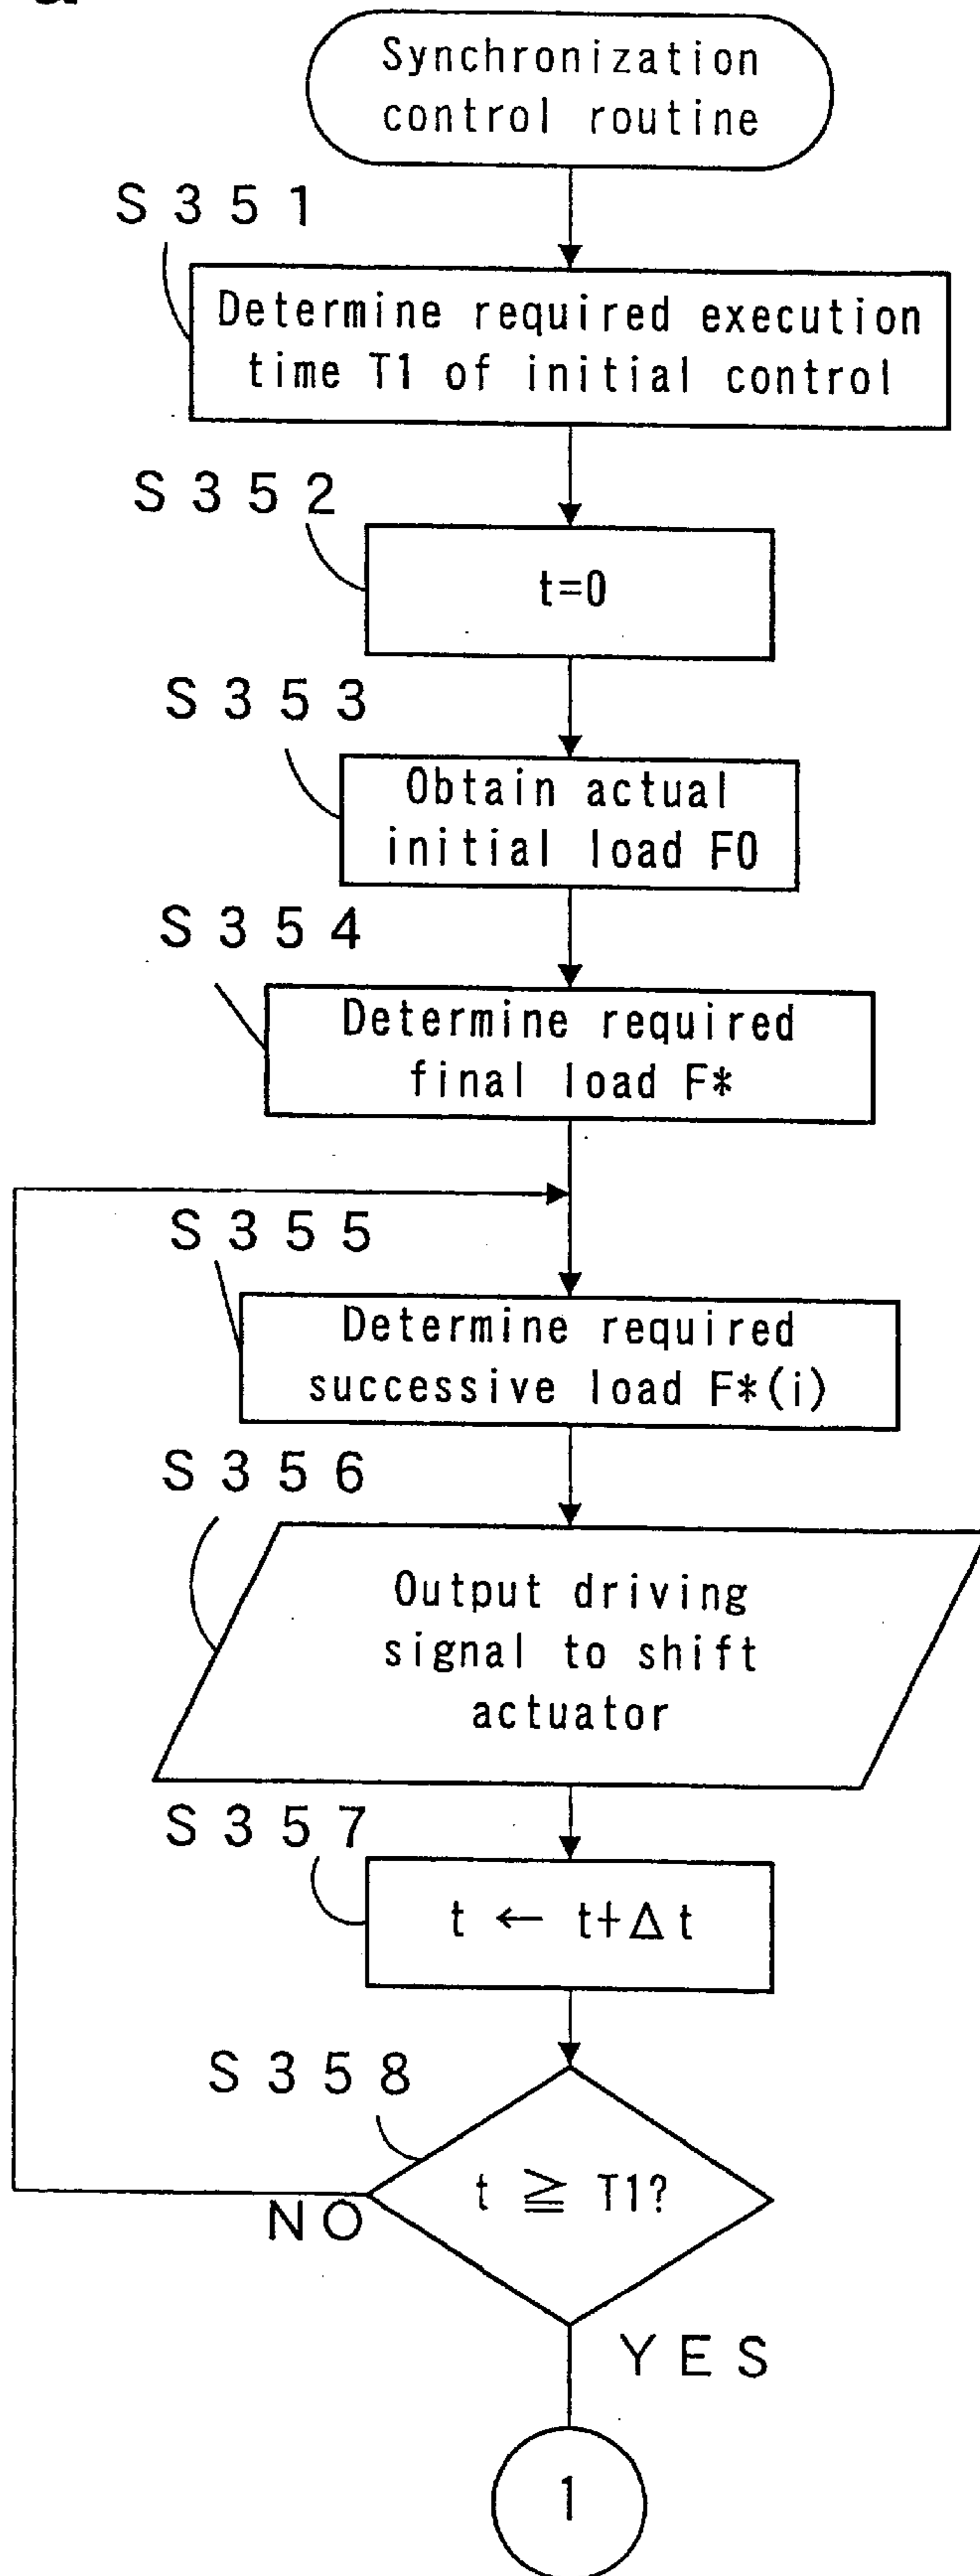 Synchronization
control routine
S351
Determine required execution
time T1 of initial control
S352
t=0
S353
Obtain actual
initial load F0
S354
Determine required
final load F*
S355
Determine required
successive load F*(i)
S356
Output driving
signal to shift
actuator
S357
t ← t+Δt
S358
t ≧ T1?
NO
YES
1